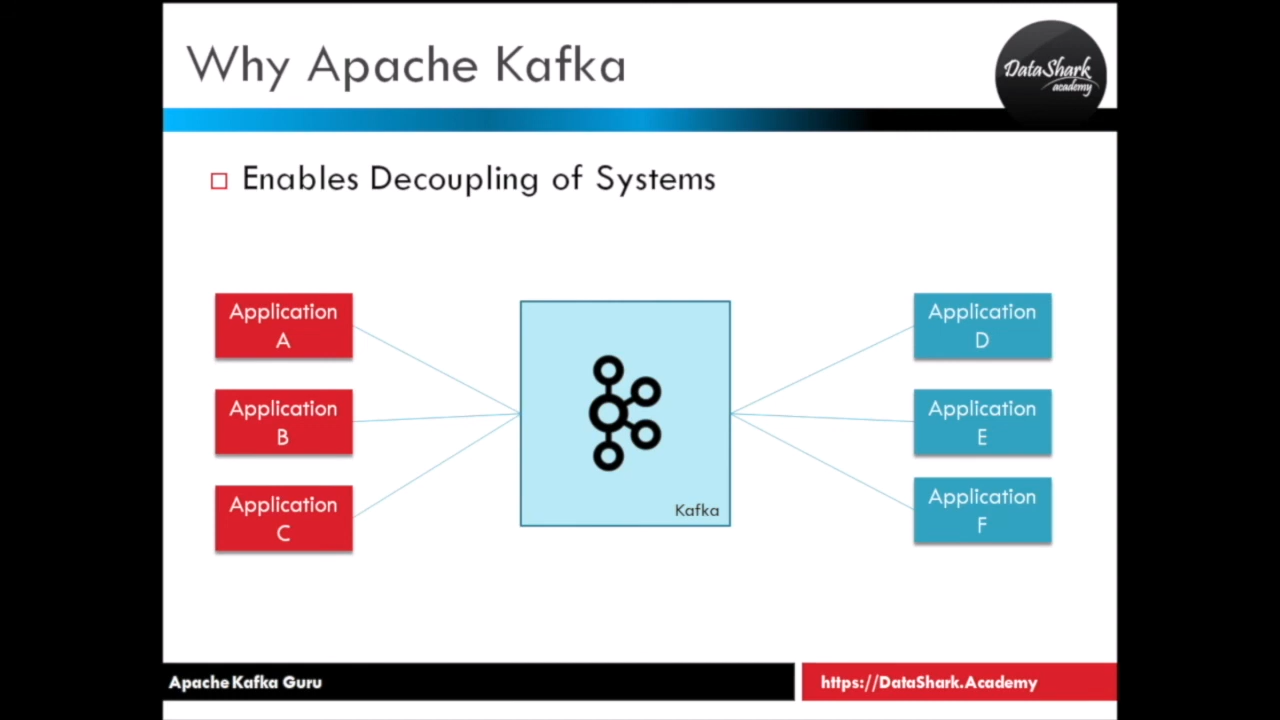 Why Apache Kafka
DataShark
academy
Enables Decoupling of Systems
Application
A
Application
B
Application
C
Kafka
Application
D
Application
E
Application
F
Apache Kafka Guru
https://DataShark.Academy